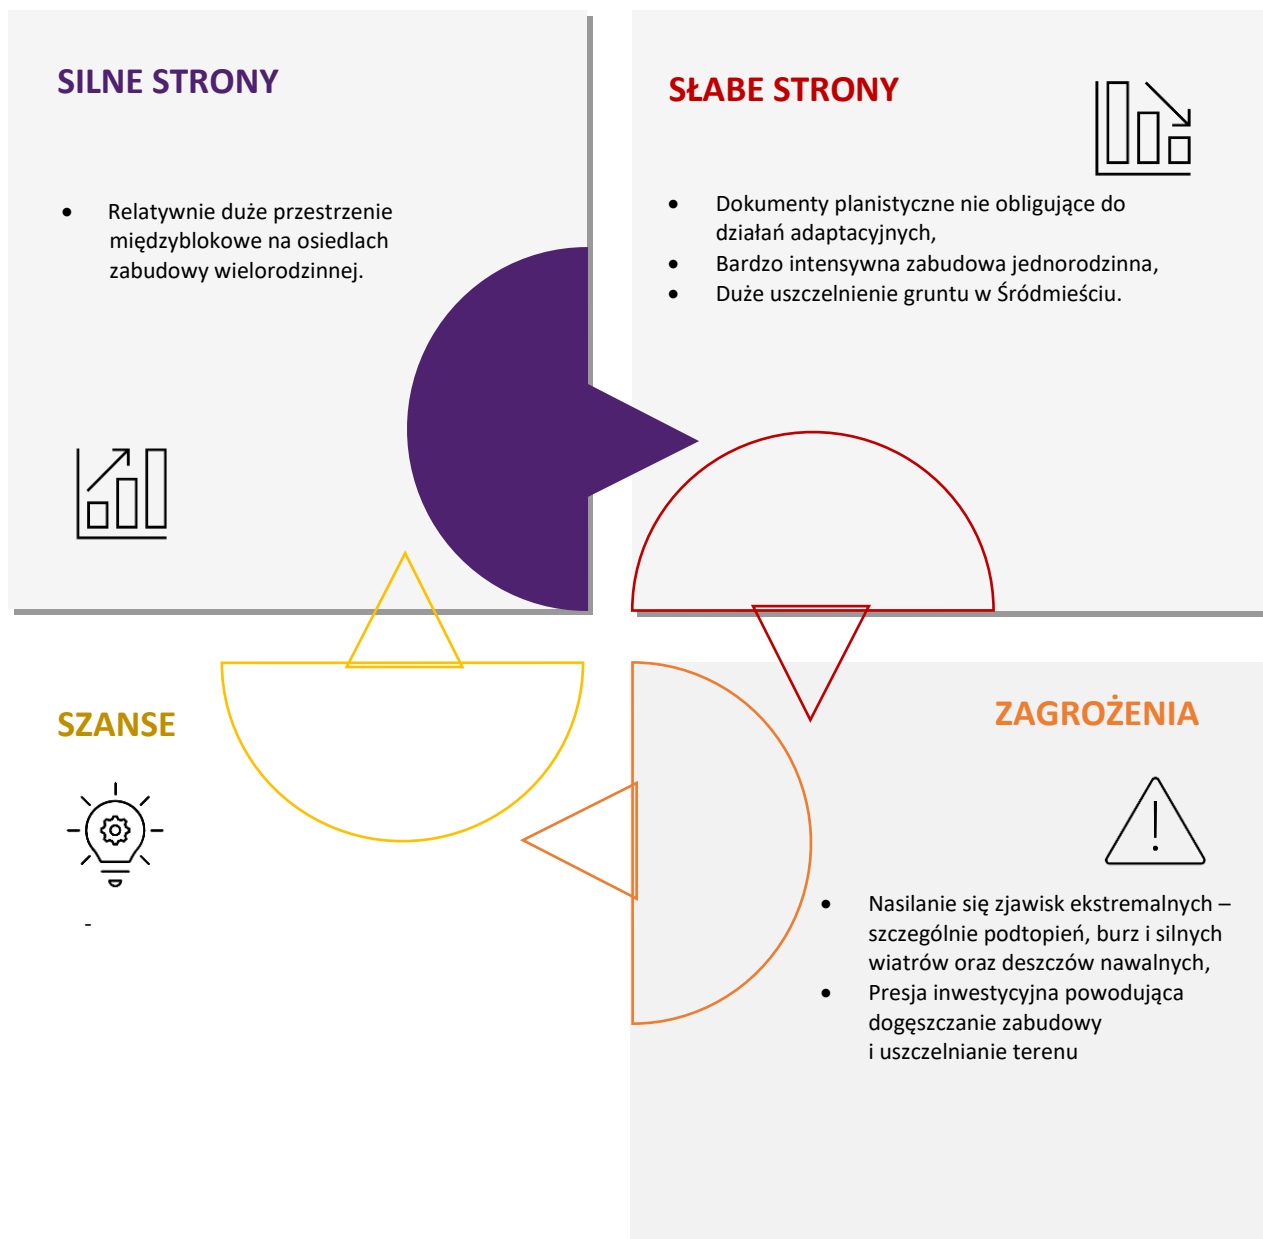 SILNE STRONY
• Relatywnie duże przestrzenie
międzyblokowe na osiedlach
zabudowy wielorodzinnej.
SŁABE STRONY
• Dokumenty planistyczne nie obligujące do
działań adaptacyjnych,
• Bardzo intensywna zabudowa jednorodzinna,
• Duże uszczelnienie gruntu w Śródmieściu.
SZANSE
-
ZAGROŻENIA
• Nasilanie się zjawisk ekstremalnych –
szczególnie podtopień, burz i silnych
wiatrów oraz deszczów nawalnych,
• Presja inwestycyjna powodująca
dogęszczanie zabudowy
i uszczelnianie terenu